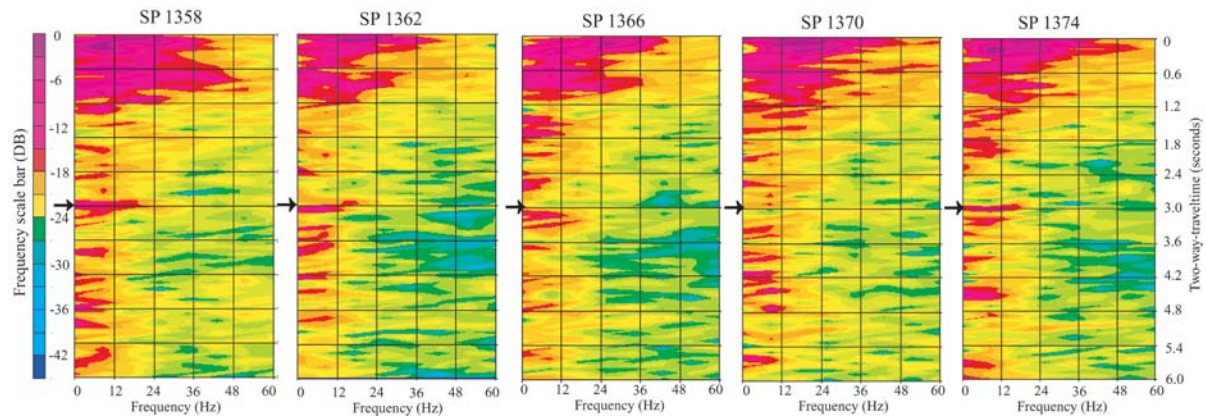 SP 1358
SP 1362
SP 1366
SP 1370
SP 1374
Frequency scale bar (DB)
0
-6
-12
-18
-24
-30
-36
-42
0 12 24 36 48 60
Frequency (Hz)
0 12 24 36 48 60
Frequency (Hz)
0 12 24 36 48 60
Frequency (Hz)
0 12 24 36 48 60
Frequency (Hz)
0 12 24 36 48 60
Frequency (Hz)
0
0.6
1.2
1.8
2.4
3.0
3.6
4.2
4.8
5.4
6.0
Two-way-traveltime (seconds)